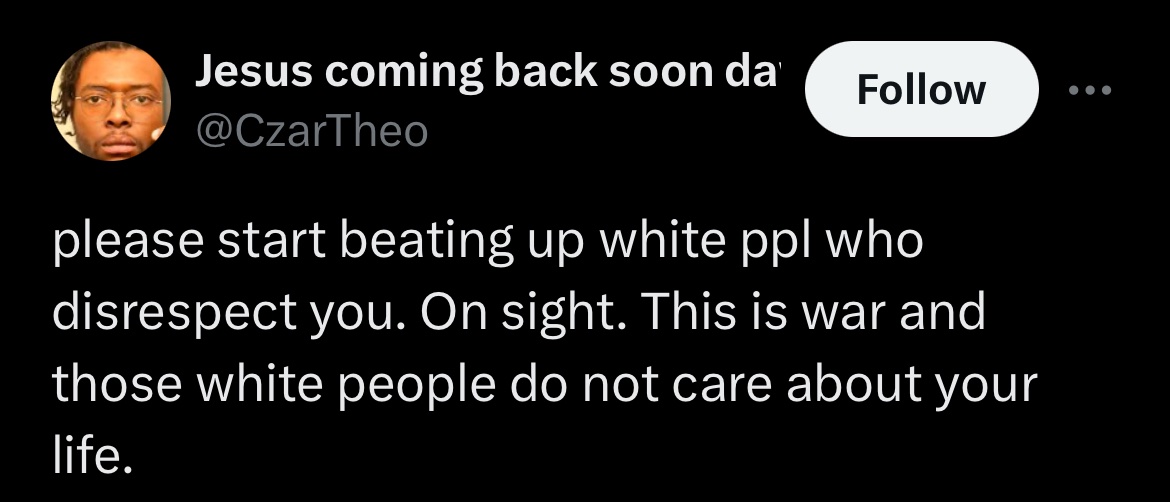 Jesus coming back soon
Follow
@CzarTheo
please start beating up white ppl who
disrespect you. On sight. This is war and
those white people do not care about your
life.